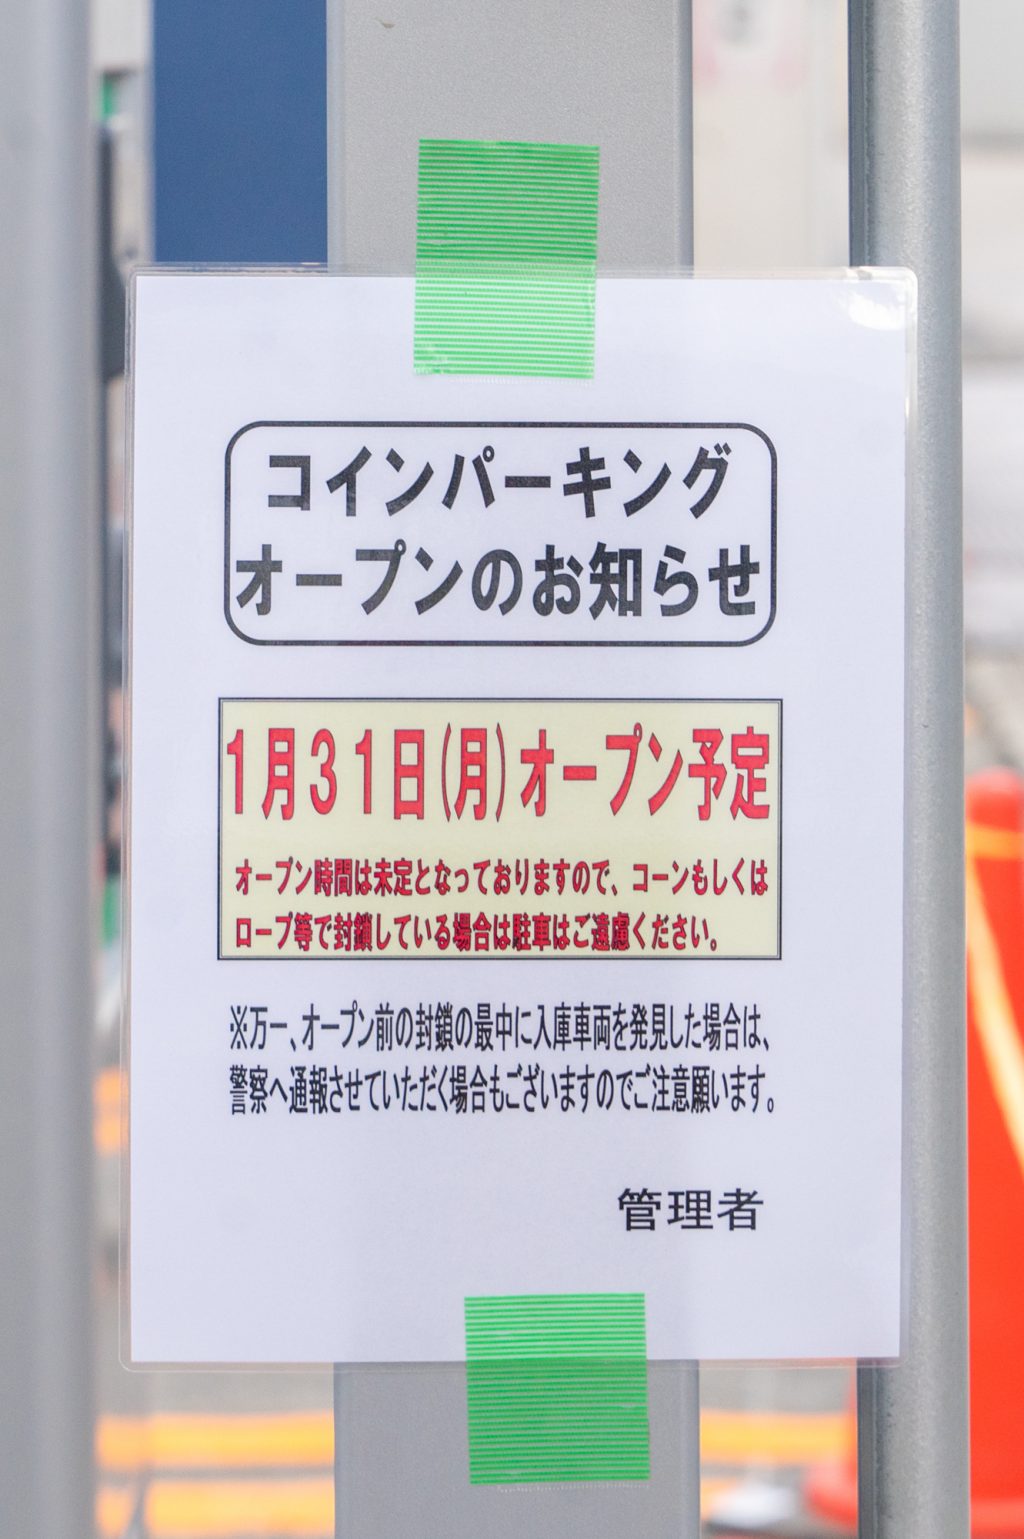 コインパーキング
オープンのお知らせ
1月31日(月)オープン予定
オープン時間は未定となっておりますので、コーンもしくは
ロープ等で封鎖している場合は駐車はご遠慮ください。
※万一、オープン前の封鎖の最中に入庫車両を発見した場合は、
警察へ通報させていただく場合もございますのでご注意願います。
管理者